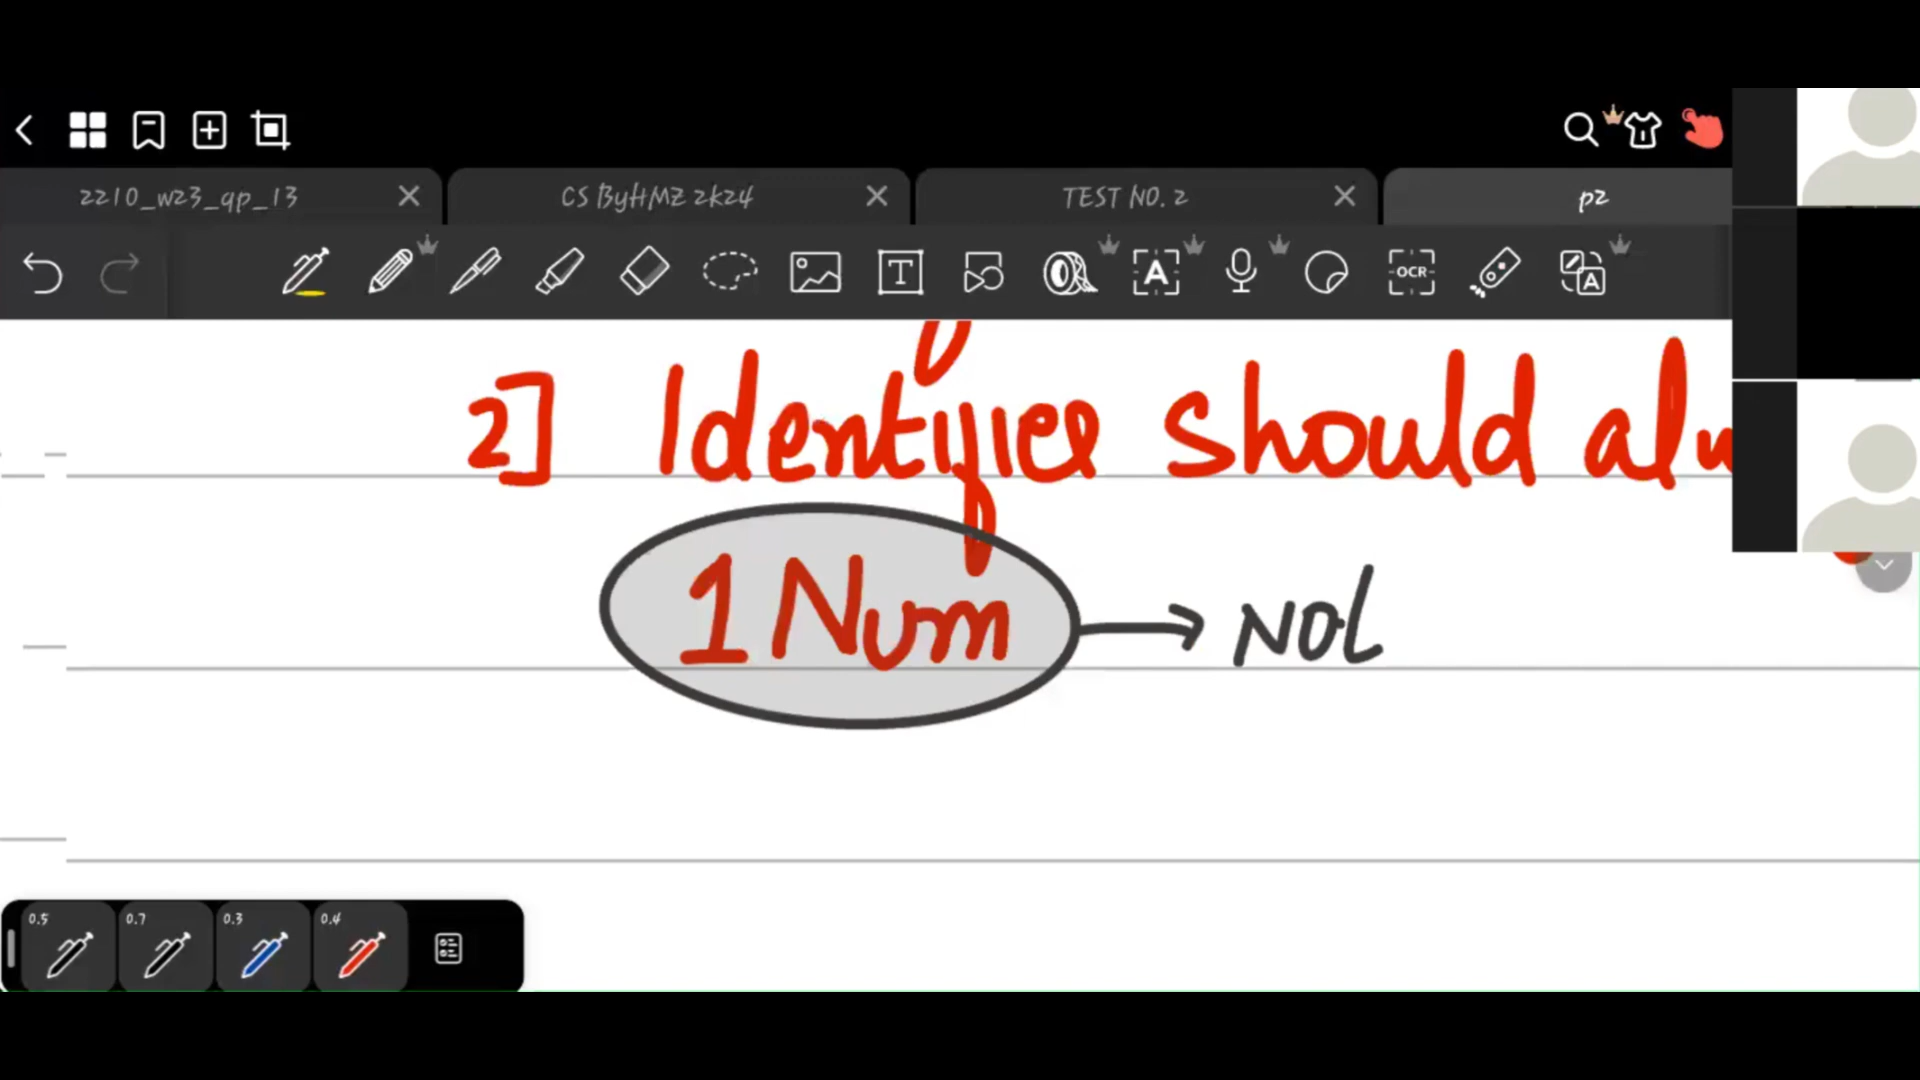 2210_w23_qp_13
CS ByHMZ 2k24
TEST NO. 2
p2
T
A
OCR
A
2] Identifier should
1 Num → NOt
0.5
0.7
0.3
0.4